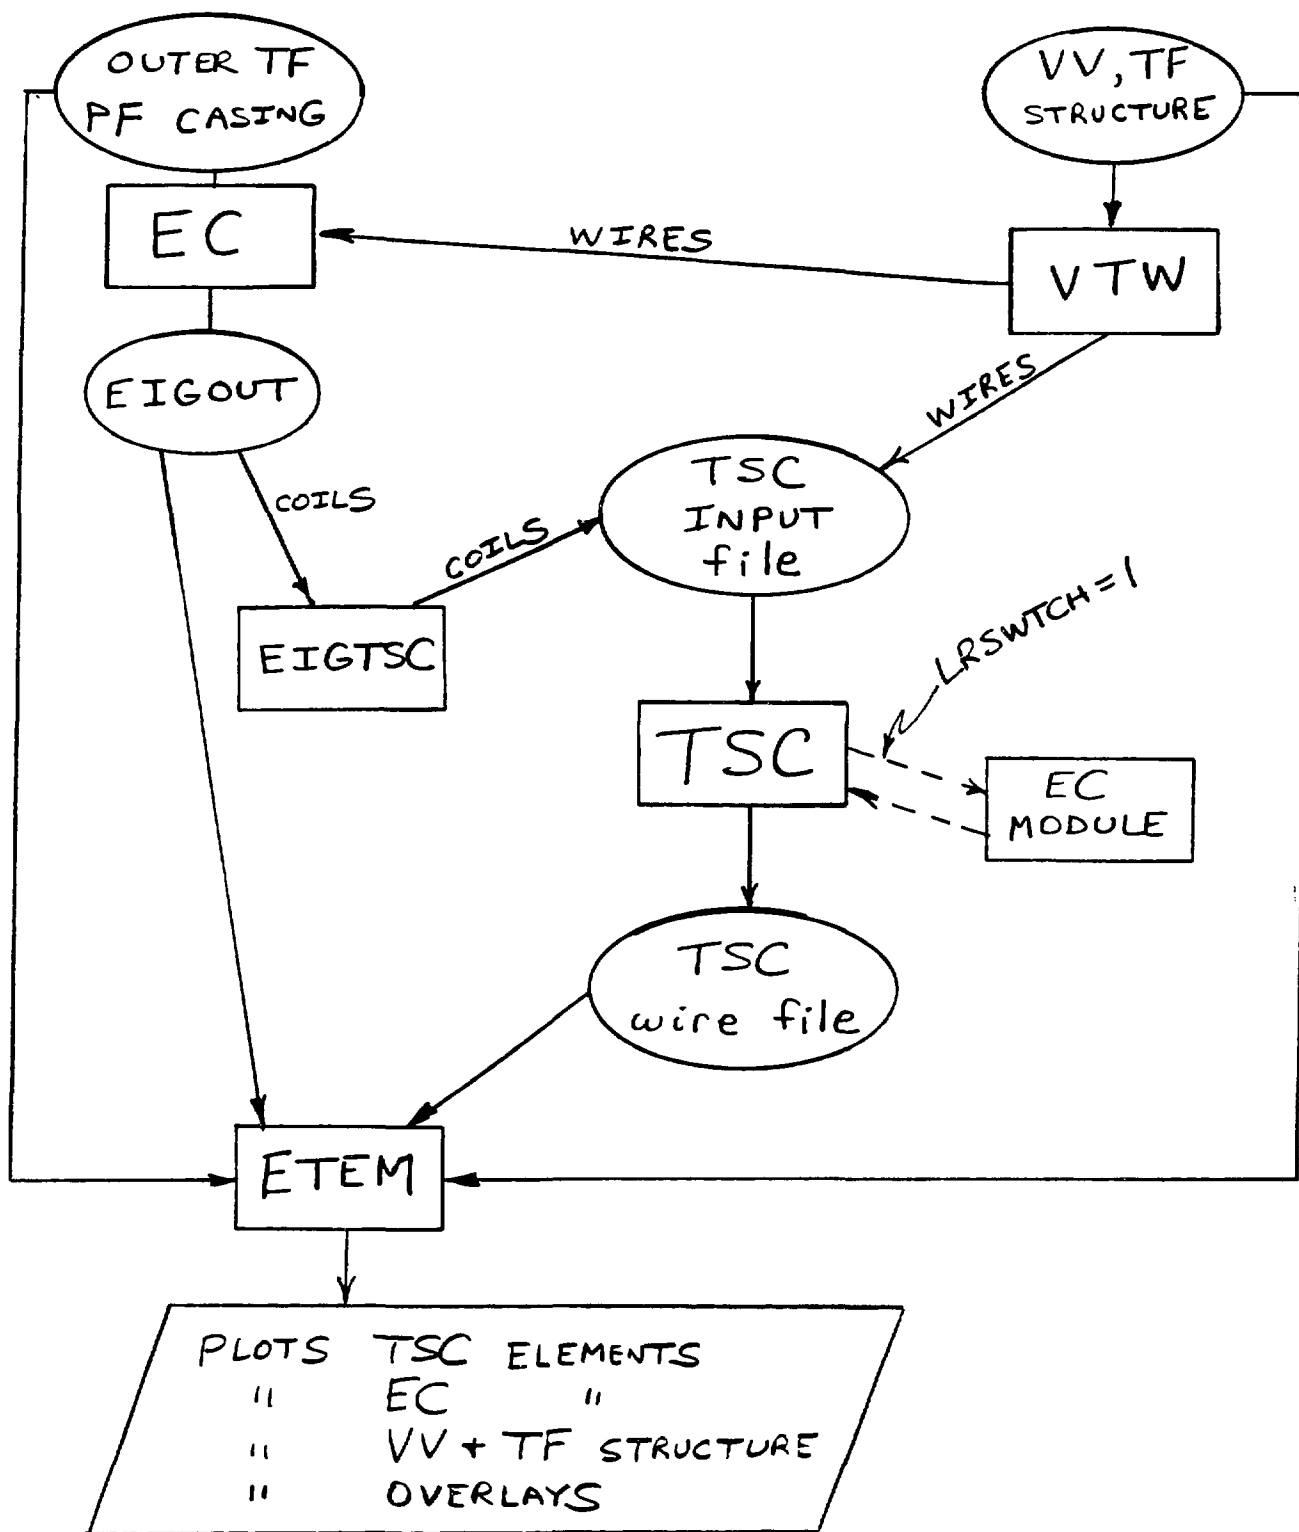 OUTER TF
PF CASING
VV, TF
STRUCTURE
EC
WIRES
VTW
EIGOUT
WIRES
COILS
COILS
TSC
INPUT
file
EIGTSC
LRSWTCH = 1
TSC
EC
MODULE
TSC
wire file
ETEM
PLOTS TSC ELEMENTS
" EC "
" VV + TF STRUCTURE
" OVERLAYS